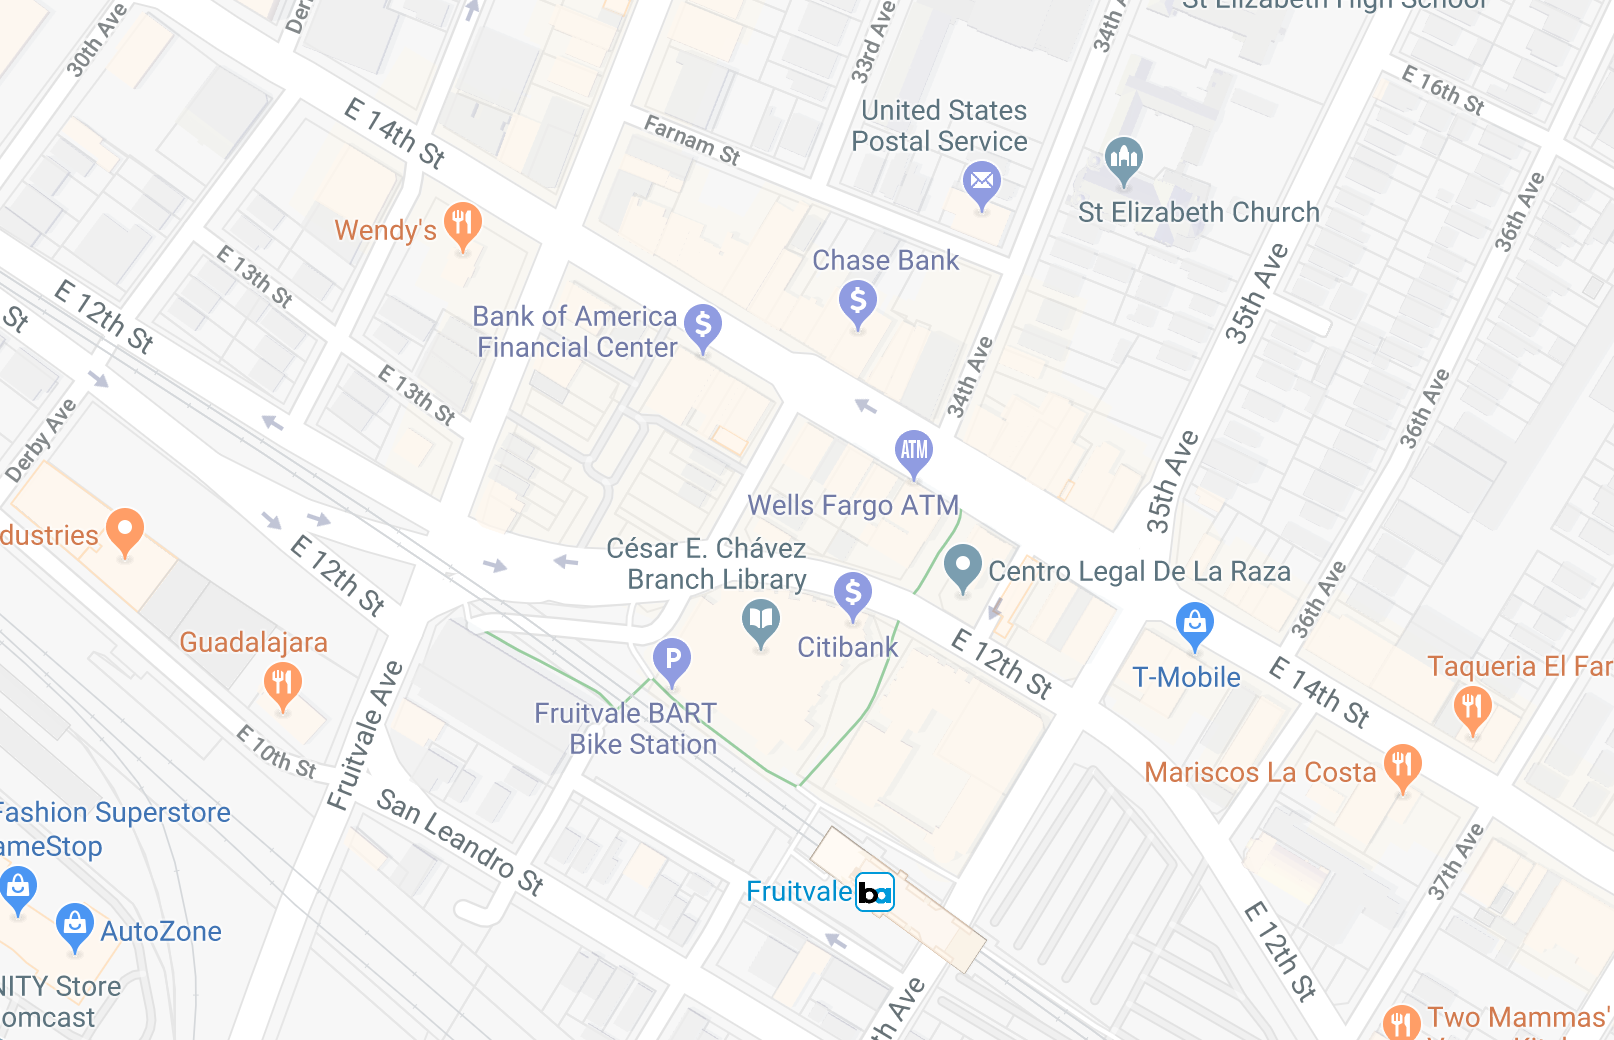 St Elizabeth High School
30th Ave
33rd Ave
34th
E 16th St
E 14th St
United States
Postal Service
Farnam St
36th Ave
Wendy's
St Elizabeth Church
E 13th St
Chase Bank
35th Ave
E 12th St
St
Bank of America
Financial Center
34th Ave
E 13th St
36th Ave
Derby Ave
ATM
35th Ave
Wells Fargo ATM
dustries
César E. Chávez
Branch Library
Centro Legal De La Raza
E 12th St
36th Ave
Guadalajara
P
Citibank
E 12th St
T-Mobile
Taqueria El Far
E 14th St
Fruitvale BART
Bike Station
Fruitvale Ave
E 10th St
Mariscos La Costa
Fashion Superstore
ameStop
San Leandro St
37th Ave
Fruitvale
ba
AutoZone
E 12th St
NITY Store
omcast
th Ave
Two Mammas'